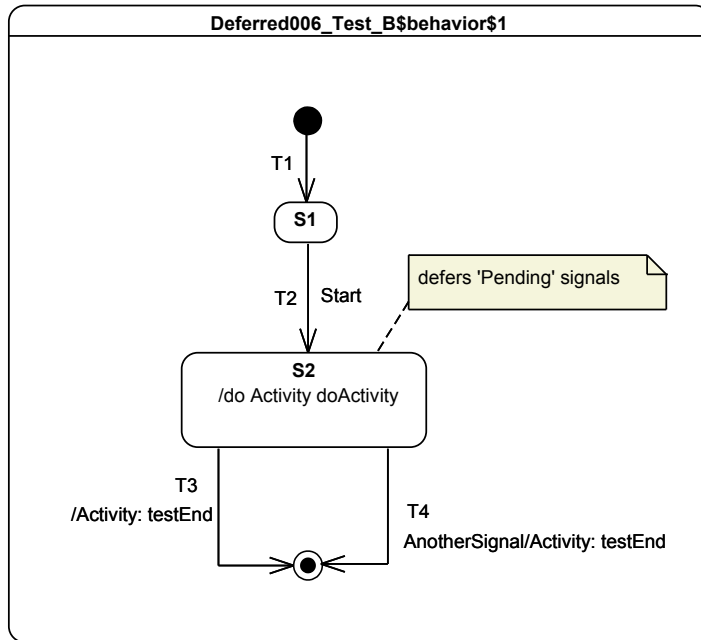 Deferred006_Test_B$behavior$1
T1
S1
T2
Start
defers 'Pending' signals
S2
/do Activity doActivity
T3
/Activity: testEnd
T4
AnotherSignal/Activity: testEnd